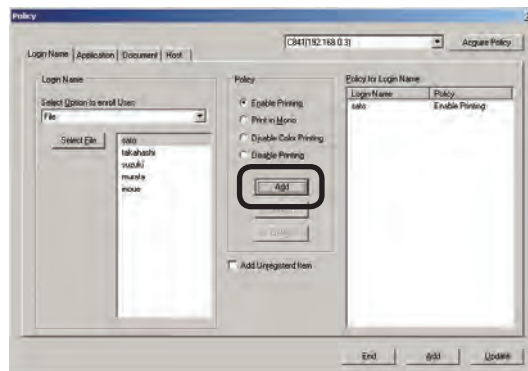 Policy
C841(192.168.0.3)
Acquire Policy
Login Name
Application
Document
Host
Login Name
Select Option to enroll User:
File
Select File
sato
takahashi
suzuki
murata
inoue
Policy
Enable Printing
Print in Mono
Disable Color Printing
Disable Printing
Add
Add Unregisterd Item
Policy for Login Name
Login Name Policy
sato Enable Printing
End
Add
Update